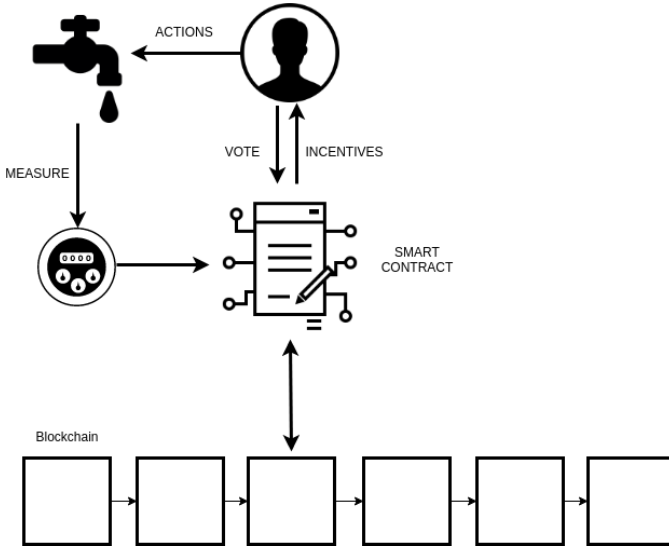 ACTIONS
VOTE
INCENTIVES
MEASURE
0000
SMART
CONTRACT
Blockchain